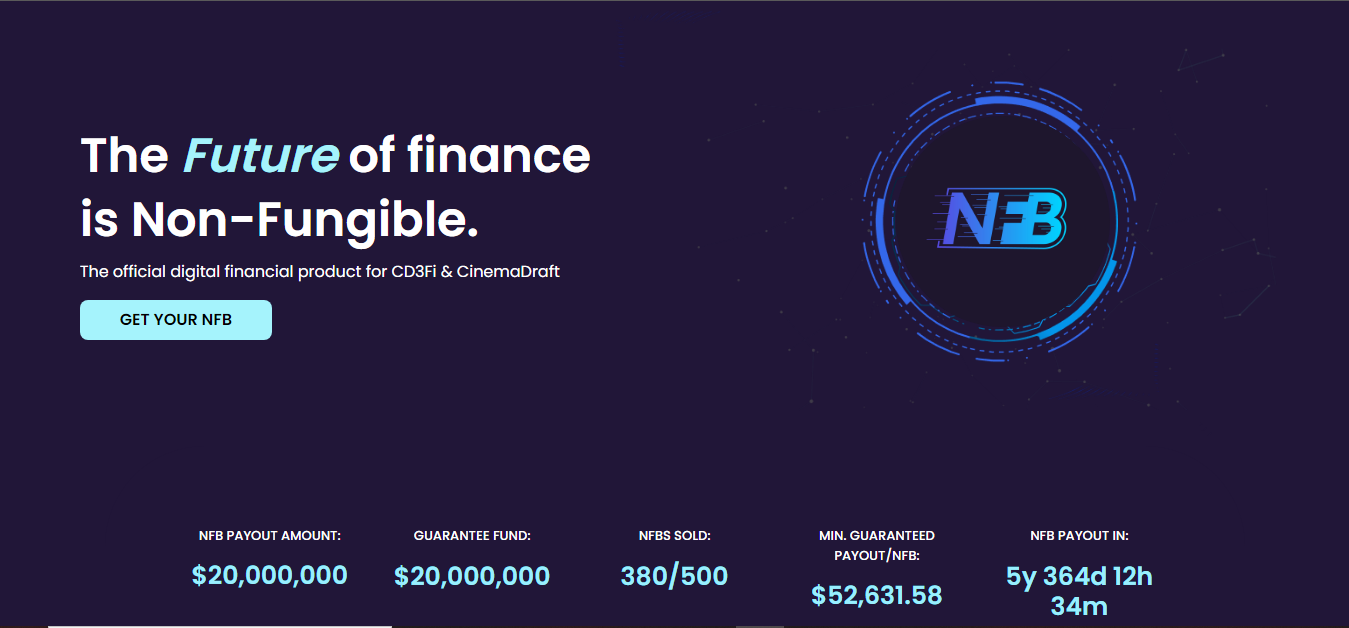 The Future of finance
is Non-Fungible.
The official digital financial product for CD3Fi & CinemaDraft
GET YOUR NFB
NFB
NFB PAYOUT AMOUNT:
$20,000,000
GUARANTEE FUND:
$20,000,000
NFBS SOLD:
380/500
MIN. GUARANTEED
PAYOUT/NFB:
$52,631.58
NFB PAYOUT IN:
5y 364d 12h
34m